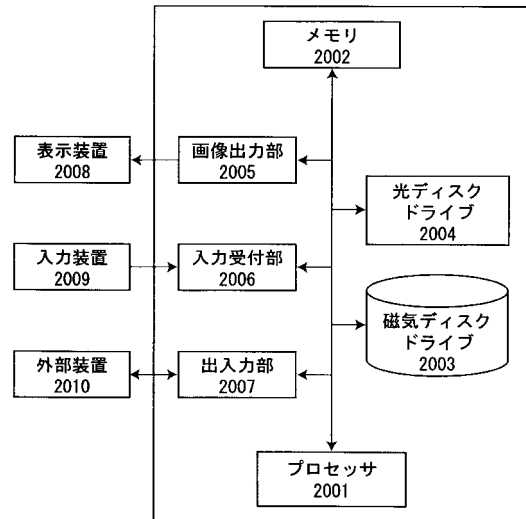 メモリ
2002
表示装置
2008
画像出力部
2005
光ディスク
ドライブ
2004
入力装置
2009
入力受付部
2006
磁気ディスク
ドライブ
2003
外部装置
2010
出入力部
2007
プロセッサ
2001